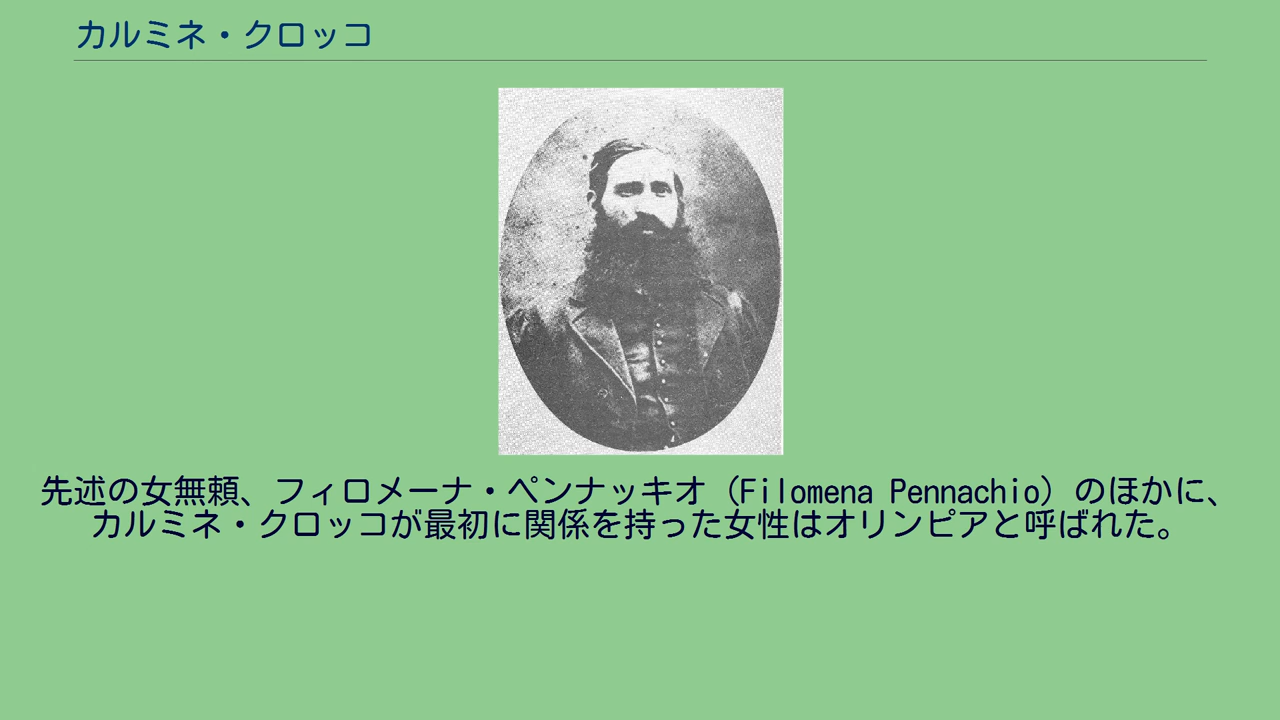 カルミネ・クロッコ
先述の女無頼、フィロメーナ・ペンナッキオ (Filomena Pennachio) のほかに、
カルミネ・クロッコが最初に関係を持った女性はオリンピアと呼ばれた。